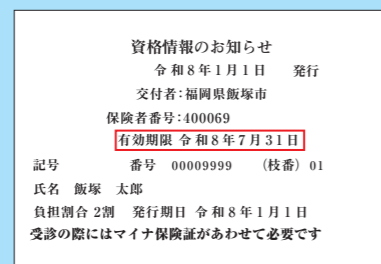 資格情報のお知らせ
令和8年1月1日　発行
交付者:福岡県飯塚市
保険者番号:400069
有効期限 令和8年7月31日
記号　番号 00009999　(枝番) 01
氏名 飯塚 太郎
負担割合 2割 発行期日 令和8年1月1日
受診の際にはマイナ保険証があわせて必要です